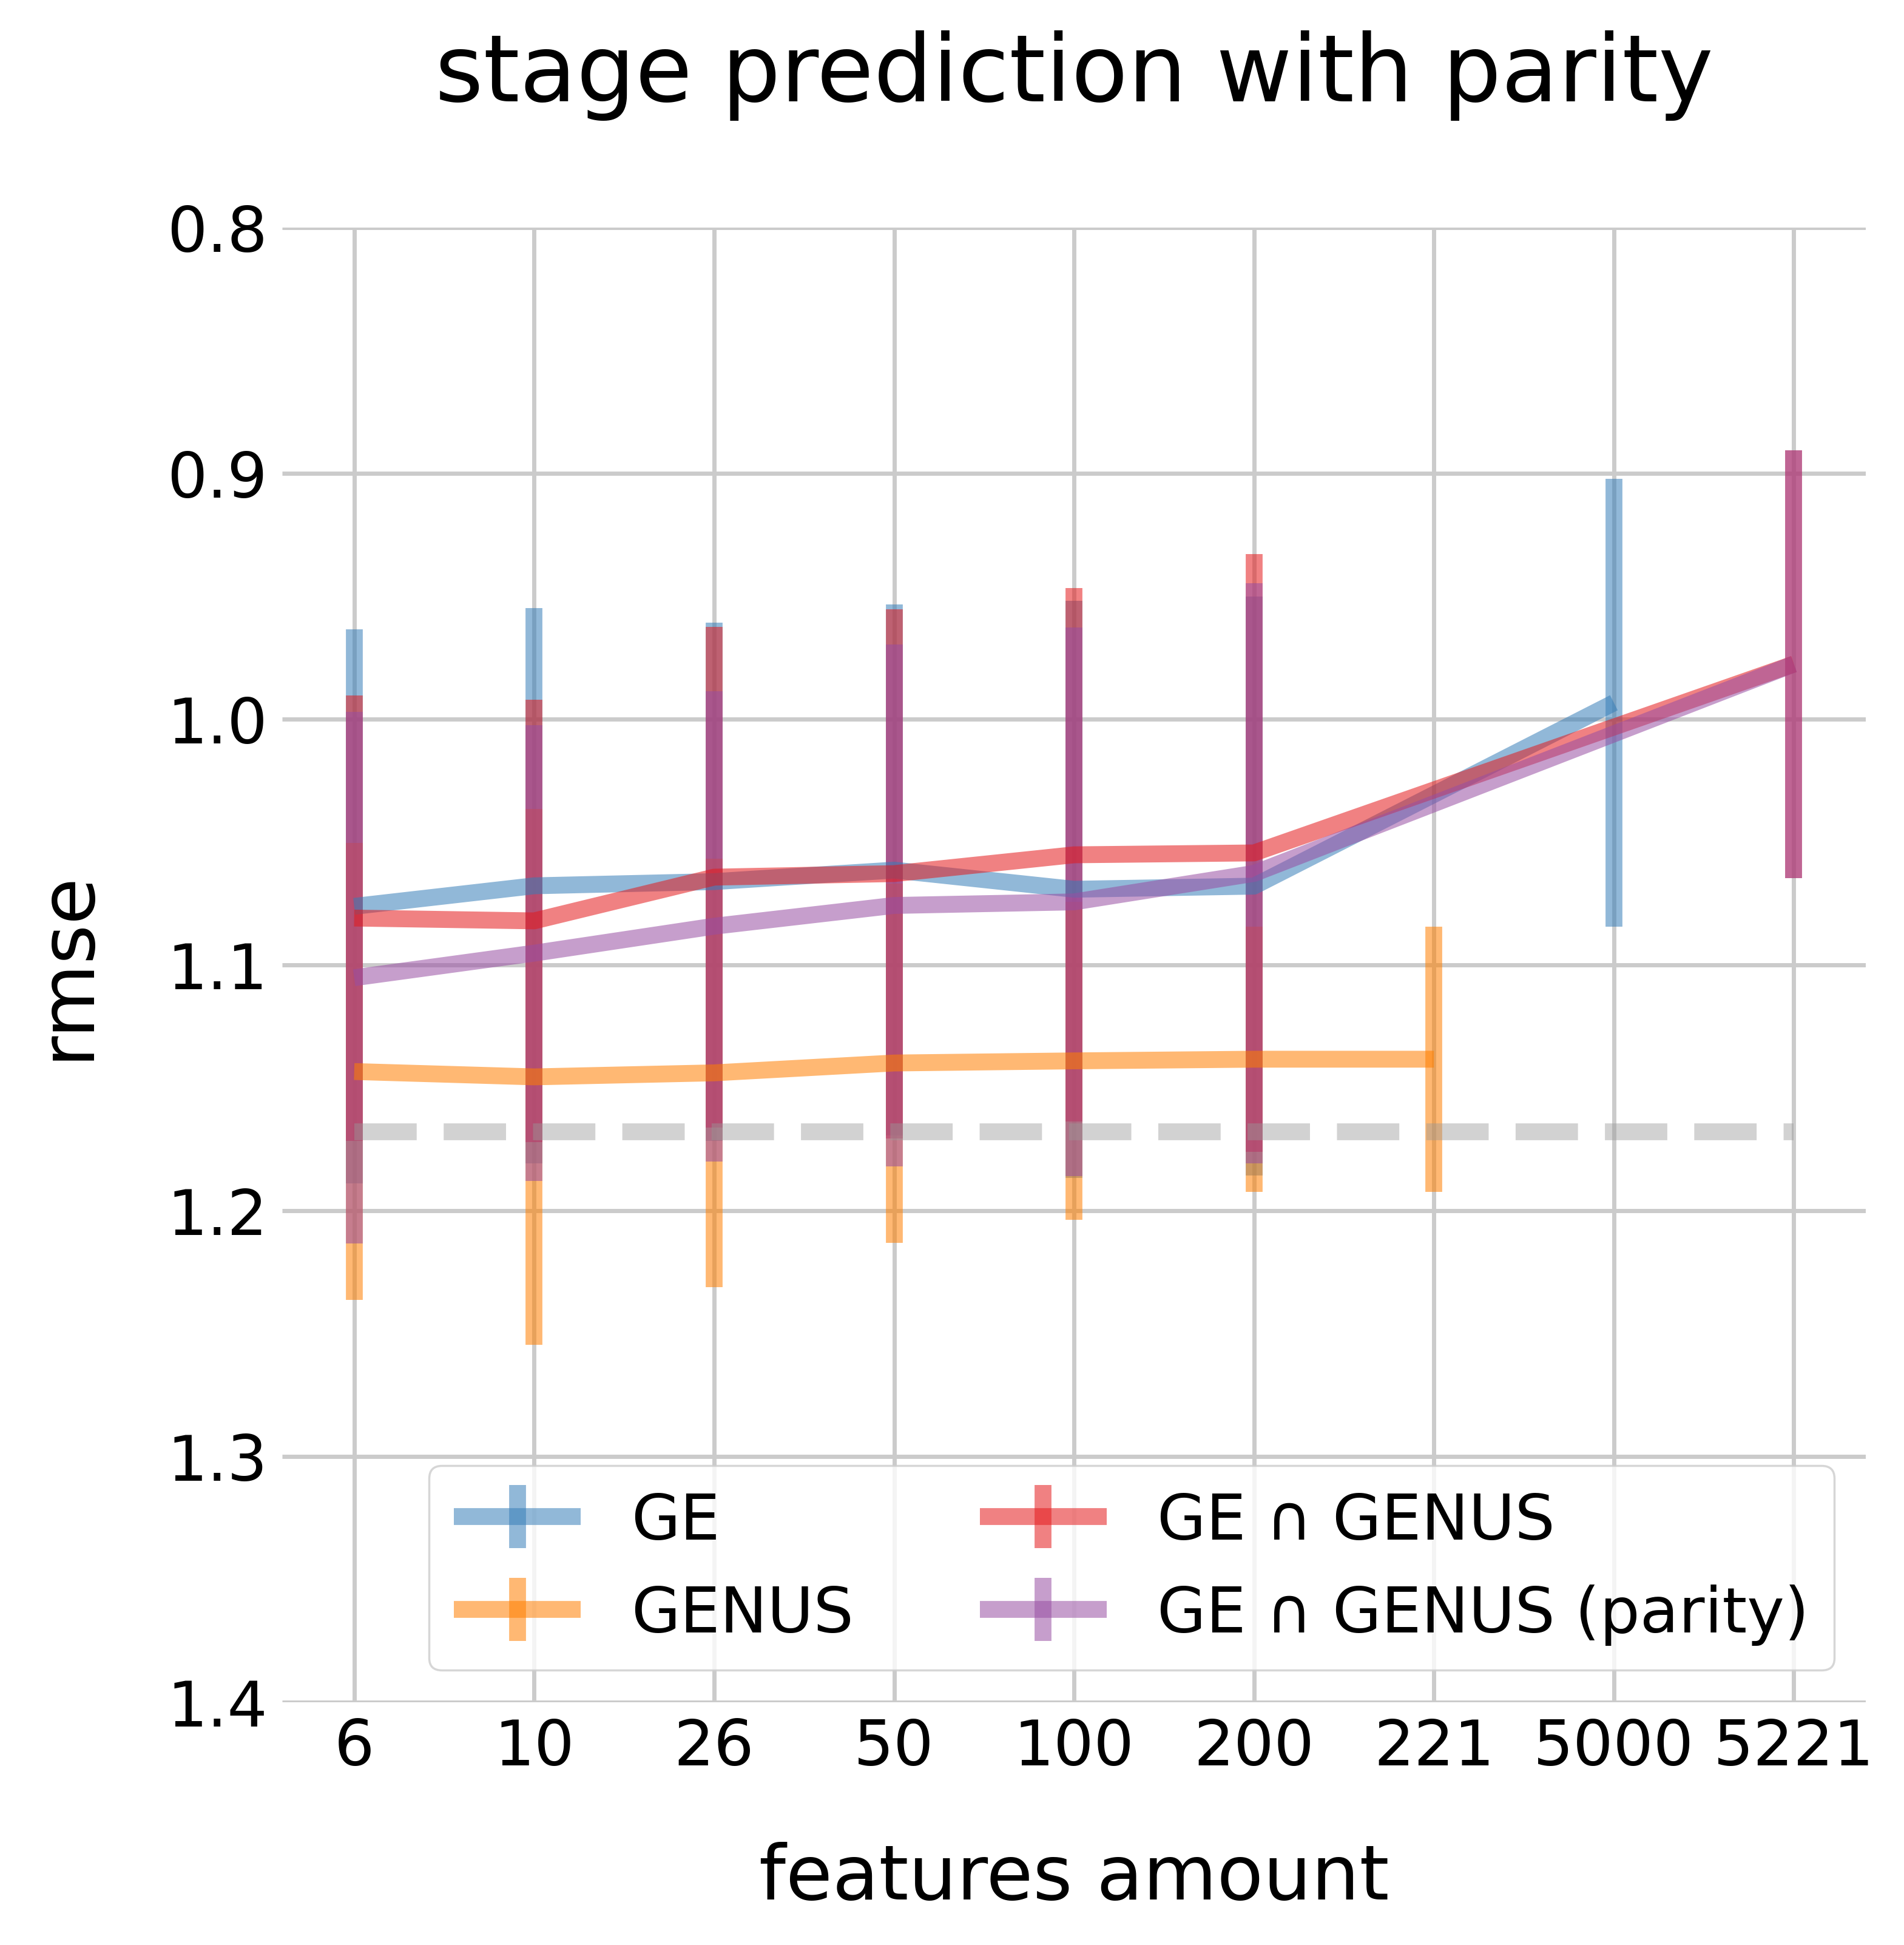 stage prediction with parity
0.8
0.9
1.0
1.1
1.2
1.3
1.4
rmse
GE
GE ∩ GENUS
GENUS
GE ∩ GENUS (parity)
6 10 26 50 100 200 221 5000 5221
features amount